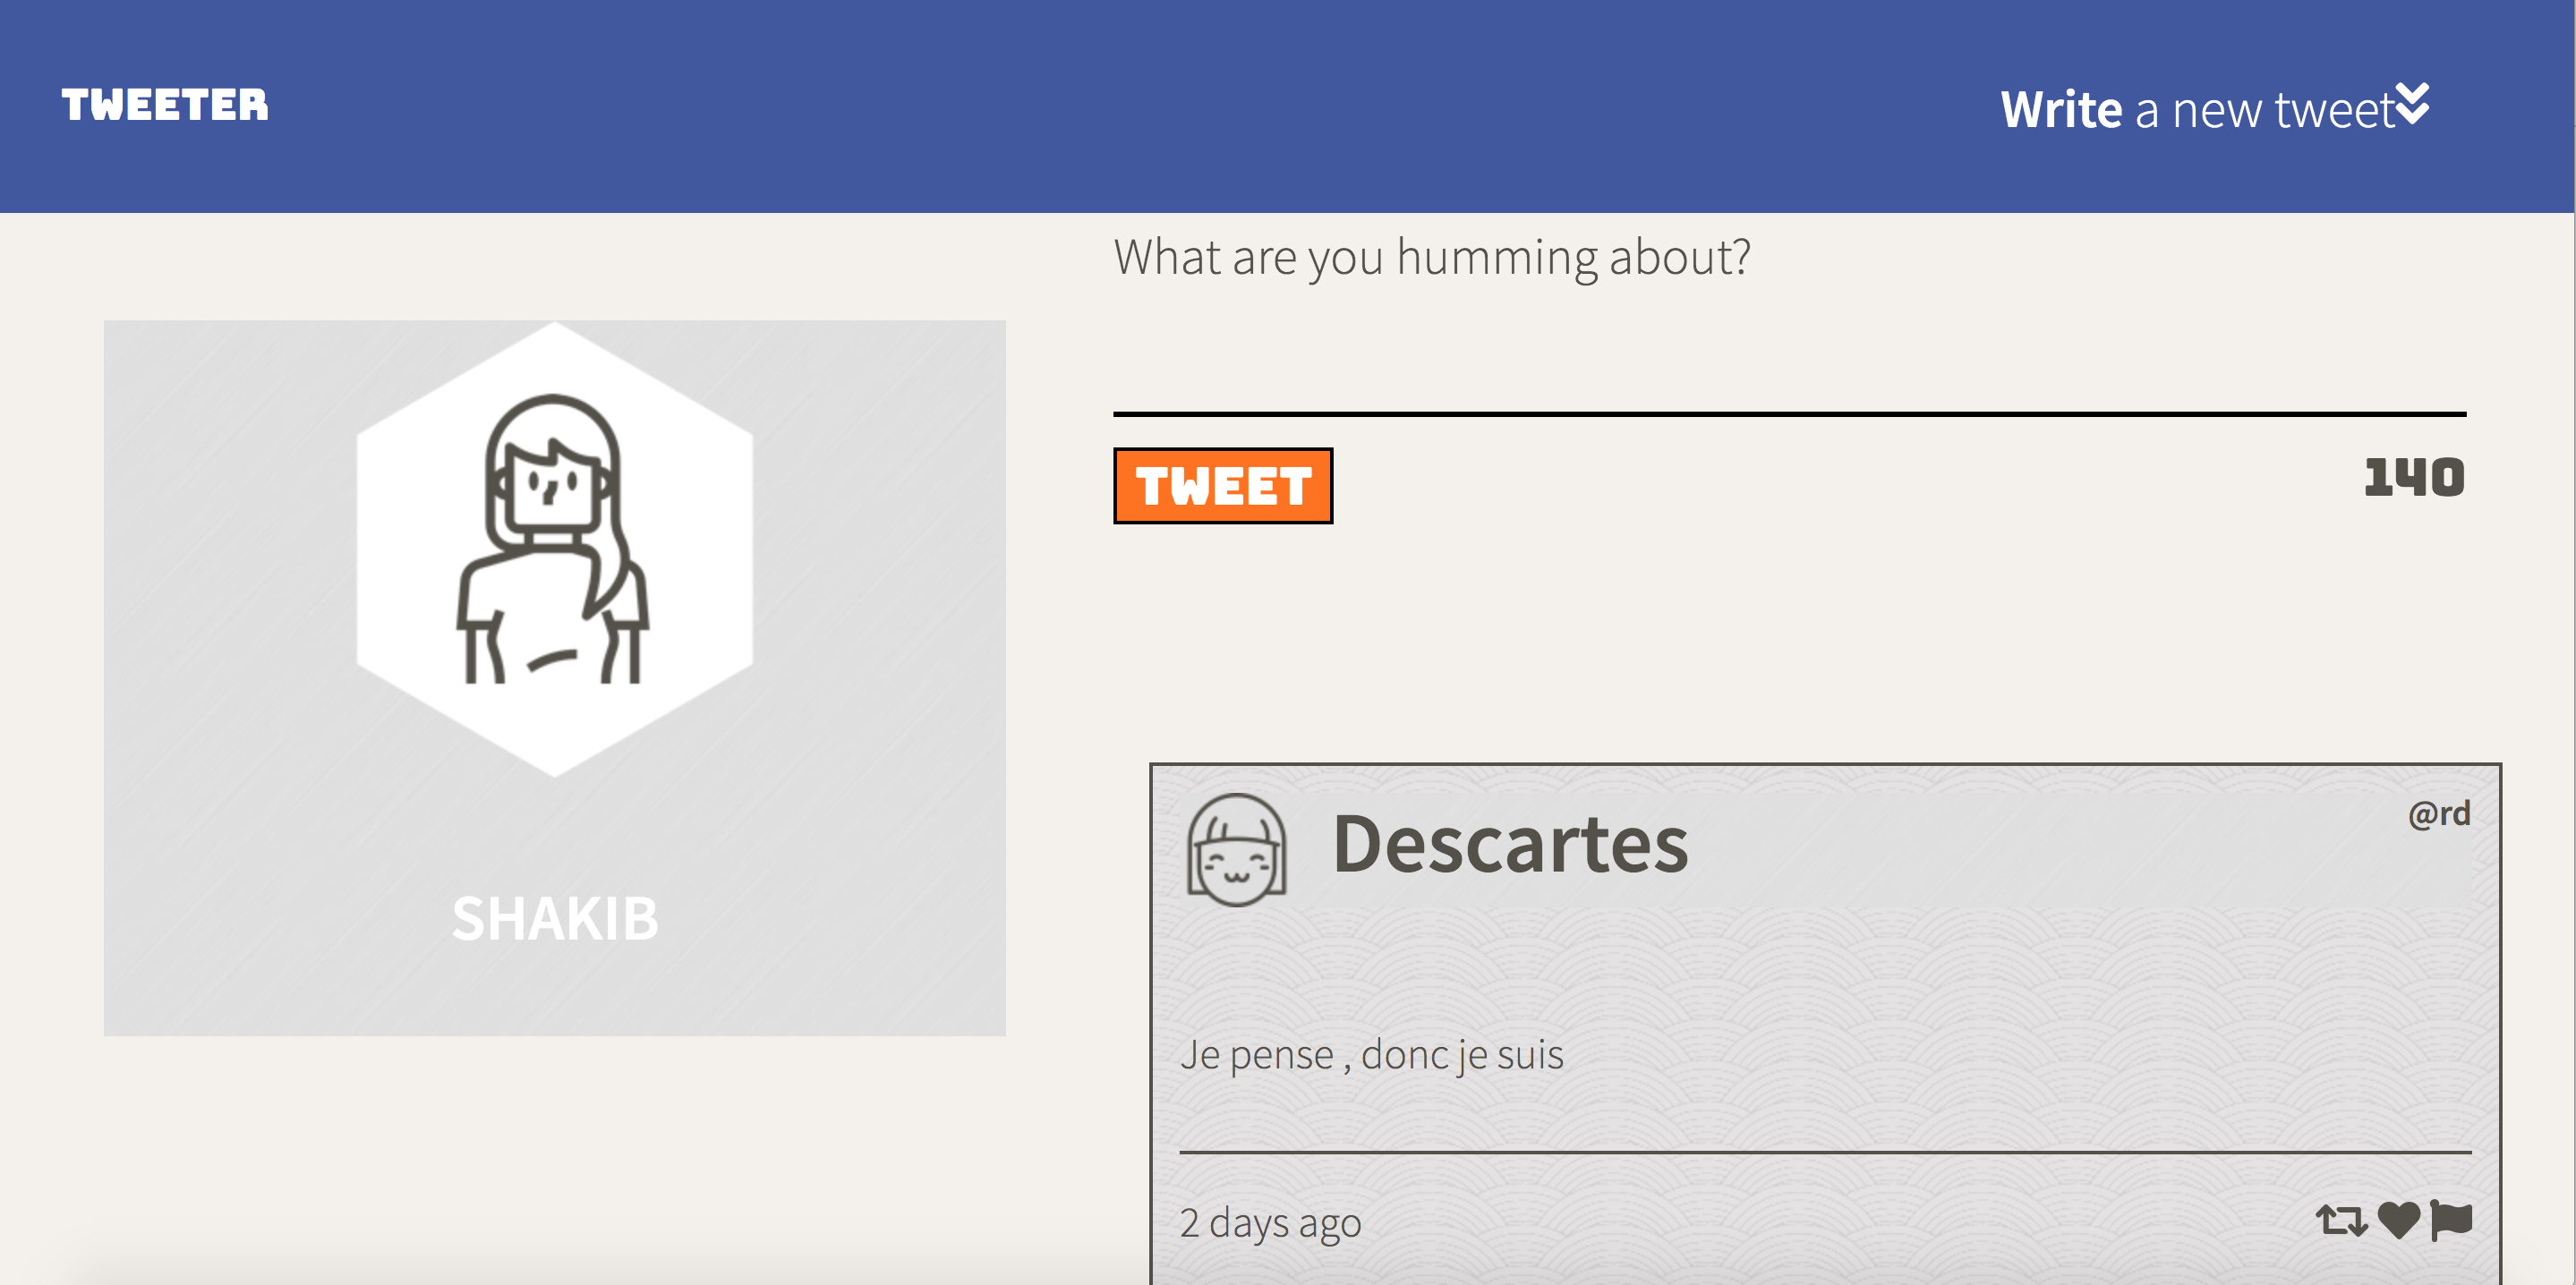 TWEETER
Write a new tweet
What are you humming about?
TWEET
140
SHAKIB
Descartes
@rd
Je pense , donc je suis
2 days ago